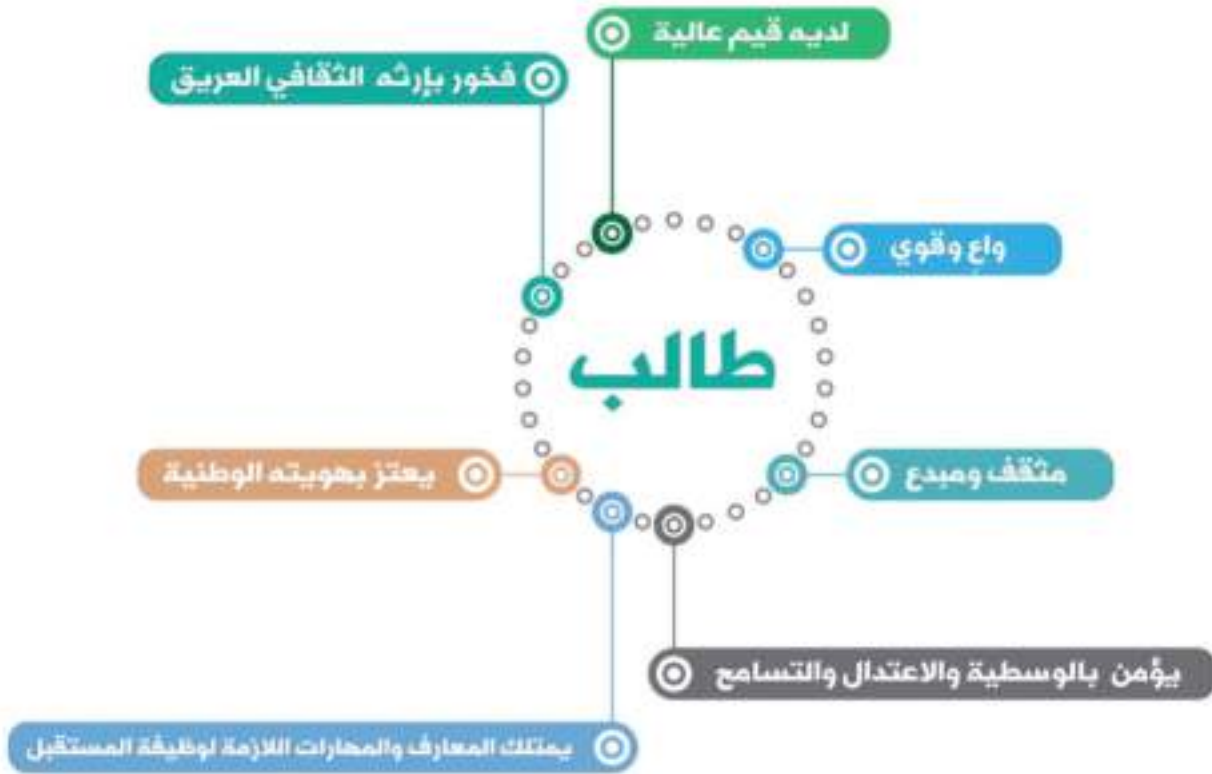 لديه قيم عالية
فخور بإرثه الثقافي العريق
واعٍ وقوي
طالب
يعتز بهويته الوطنية
مثقف ومبدع
يؤمن بالوسطية والاعتدال والتسامح
يمتلك المعارف والمهارات اللازمة لوظيفة المستقبل